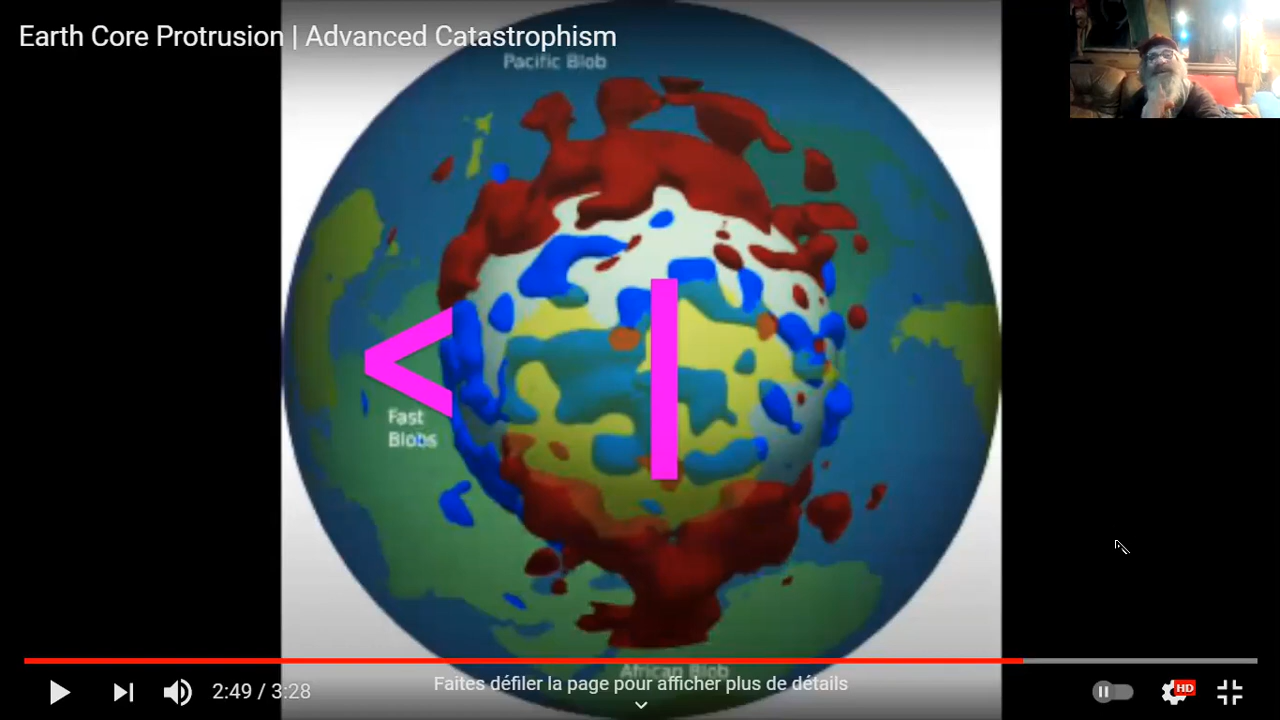 Earth Core Protrusion | Advanced Catastrophism
Pacific Blob
Fast
Blobs
African Blob
Faites défiler la page pour afficher plus de détails
2:49 / 3:28
HD